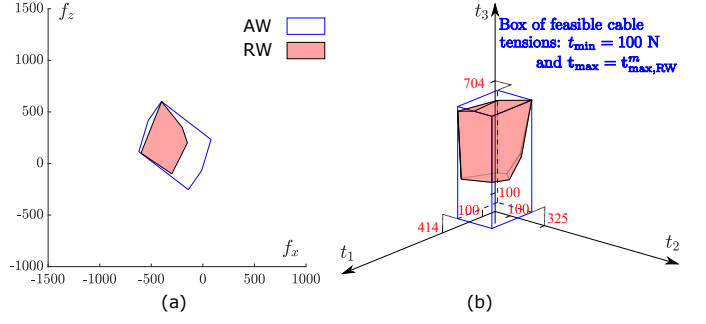 f_z
1500
1000
500
0
-500
-1000
-1500 -1000 -500 0 500 1000
f_x
AW
RW
(a)
t_3
Box of feasible cable
tensions: t_min = 100 N
and t_max = t^m_max,RW
704
100
100 100
414 325
t_1 t_2
(b)